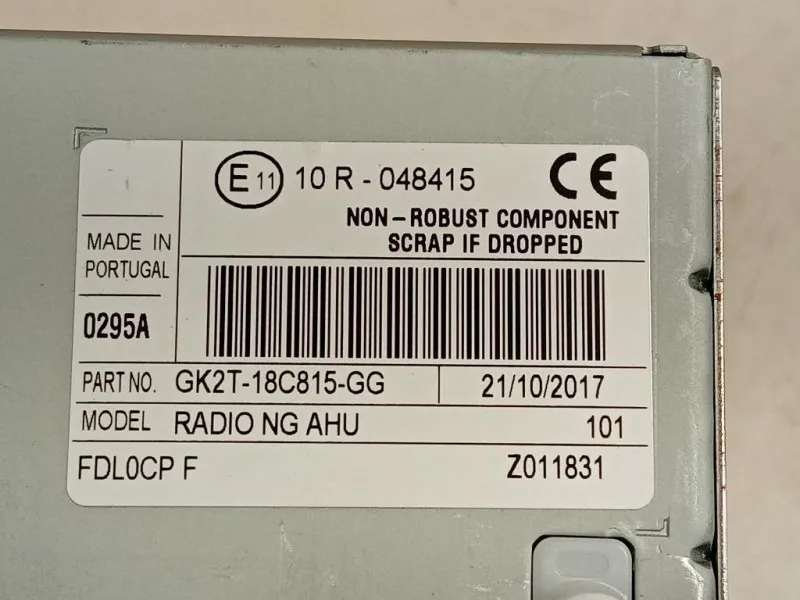 E 11 10 R - 048415 CE
NON-ROBUST COMPONENT
SCRAP IF DROPPED
MADE IN
PORTUGAL
0295A
PART NO. GK2T-18C815-GG 21/10/2017
MODEL RADIO NG AHU 101
FDL0CP F Z011831